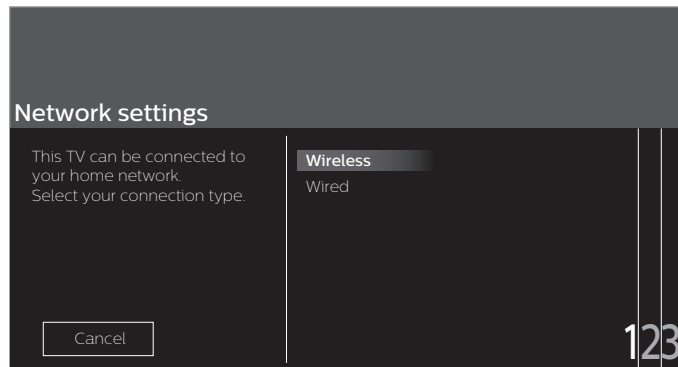 Network settings
This TV can be connected to
your home network.
Select your connection type.
Wireless
Wired
Cancel
123